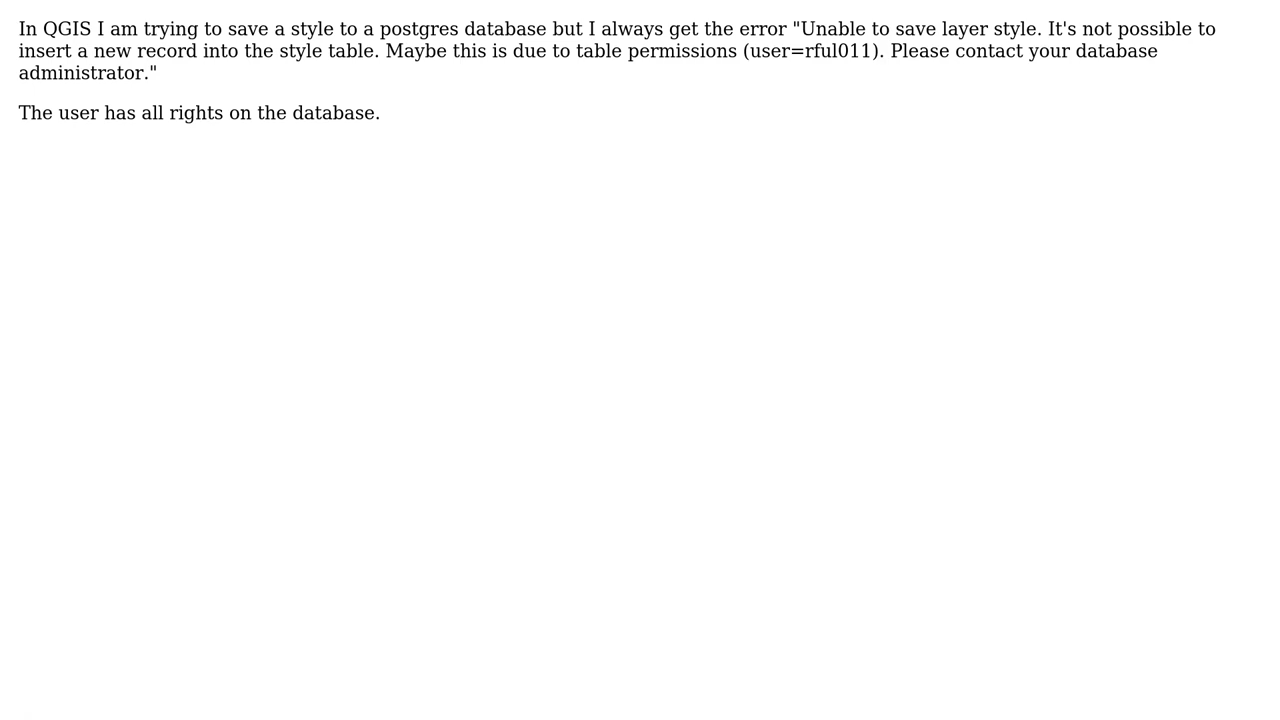 In QGIS I am trying to save a style to a postgres database but I always get the error "Unable to save layer style. It's not possible to
insert a new record into the style table. Maybe this is due to table permissions (user=rful011). Please contact your database
administrator."
The user has all rights on the database.